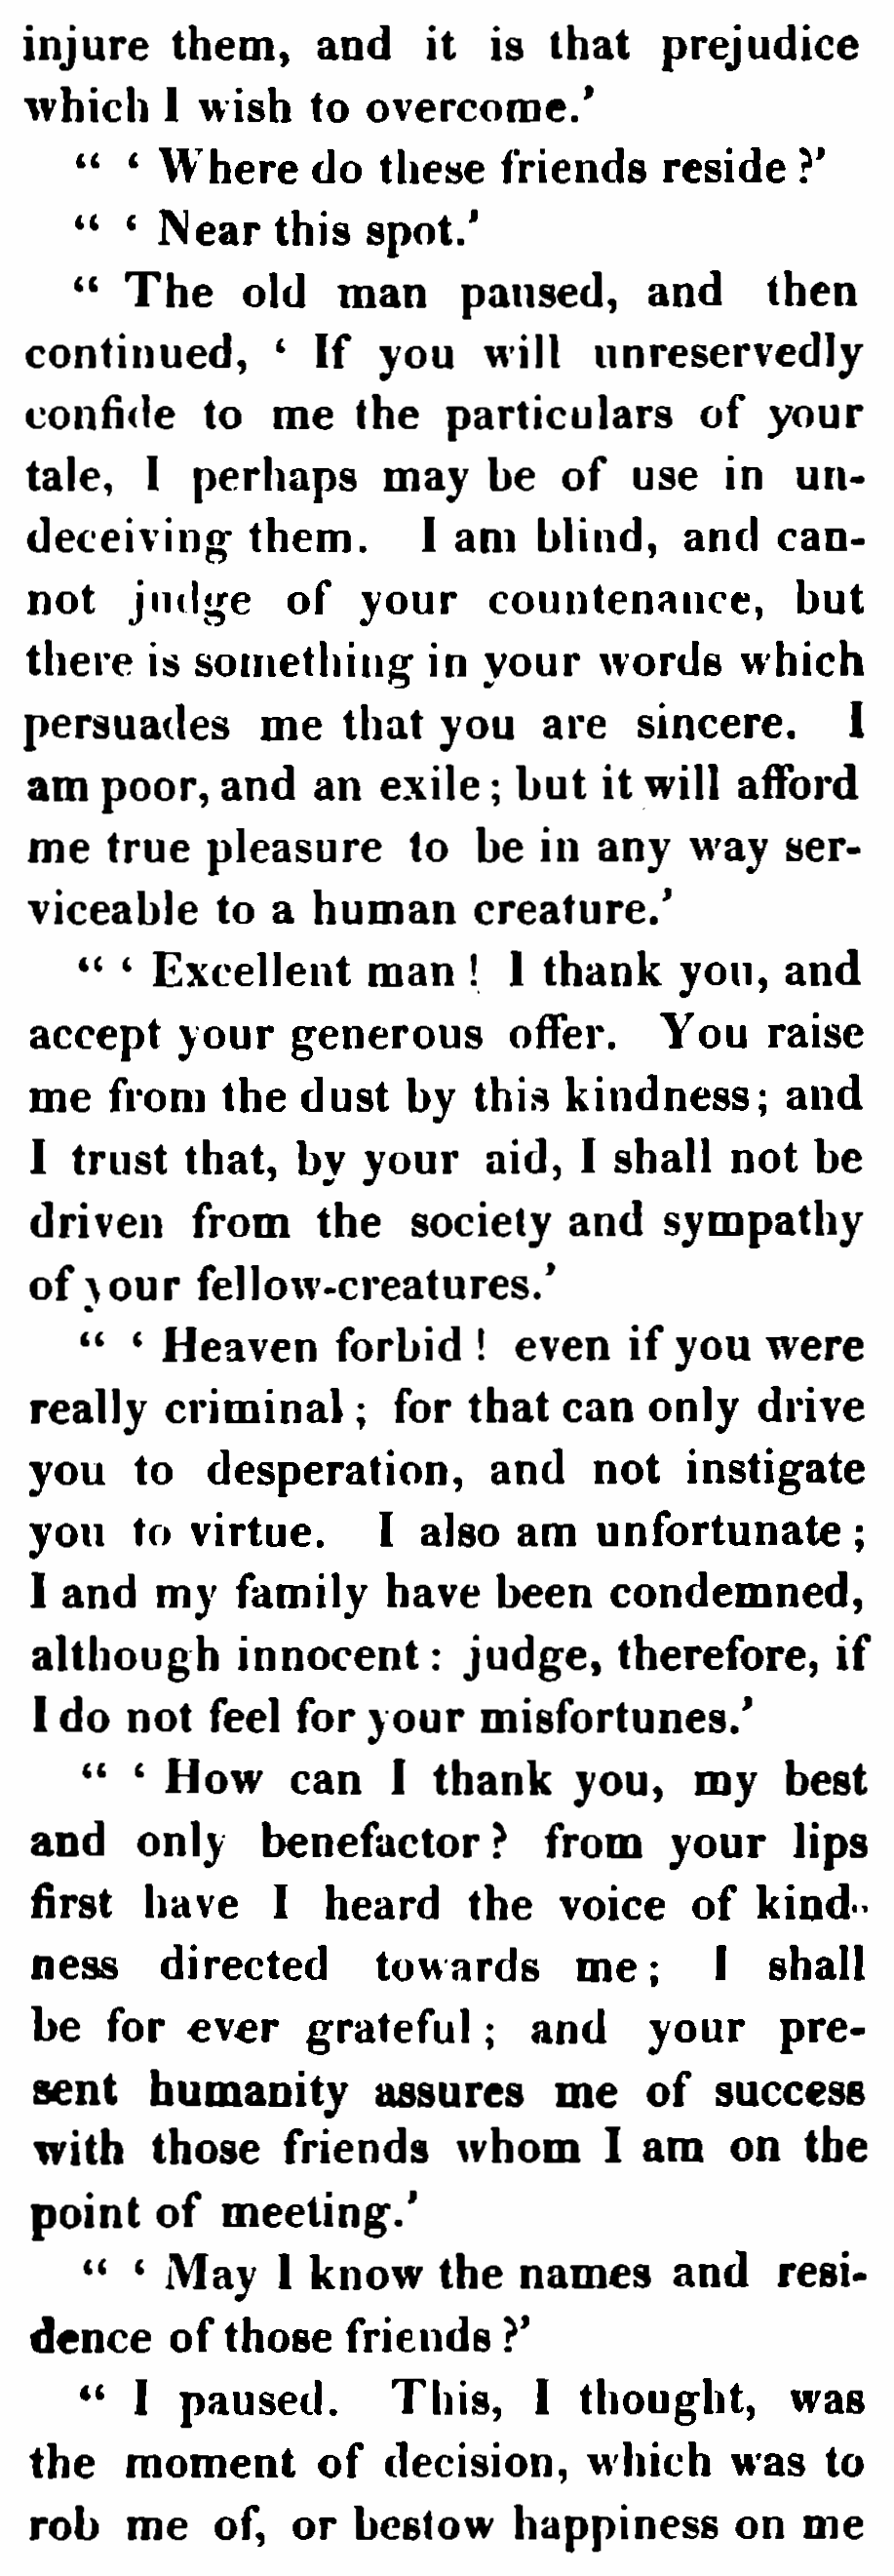 injure them, and it is that prejudice
which I wish to overcome.’
“ ‘ Where do these friends reside ?’
“ ‘ Near this spot.’
“ The old man paused, and then
continued, ‘ If you will unreservedly
confide to me the particulars of your
tale, I perhaps may be of use in un-
deceiving them. I am blind, and can-
not judge of your countenance, but
there is something in your words which
persuades me that you are sincere. I
am poor, and an exile ; but it will afford
me true pleasure to be in any way ser-
viceable to a human creature.’
“ ‘ Excellent man ! I thank you, and
accept your generous offer. You raise
me from the dust by this kindness ; and
I trust that, by your aid, I shall not be
driven from the society and sympathy
of your fellow-creatures.’
“ ‘ Heaven forbid ! even if you were
really criminal ; for that can only drive
you to desperation, and not instigate
you to virtue. I also am unfortunate ;
I and my family have been condemned,
although innocent : judge, therefore, if
I do not feel for your misfortunes.’
“ ‘ How can I thank you, my best
and only benefactor ? from your lips
first have I heard the voice of kind-
ness directed towards me ; I shall
be for ever grateful ; and your pre-
sent humanity assures me of success
with those friends whom I am on the
point of meeting.’
“ ‘ May I know the names and resi-
dence of those friends ?’
“ I paused. This, I thought, was
the moment of decision, which was to
rob me of, or bestow happiness on me